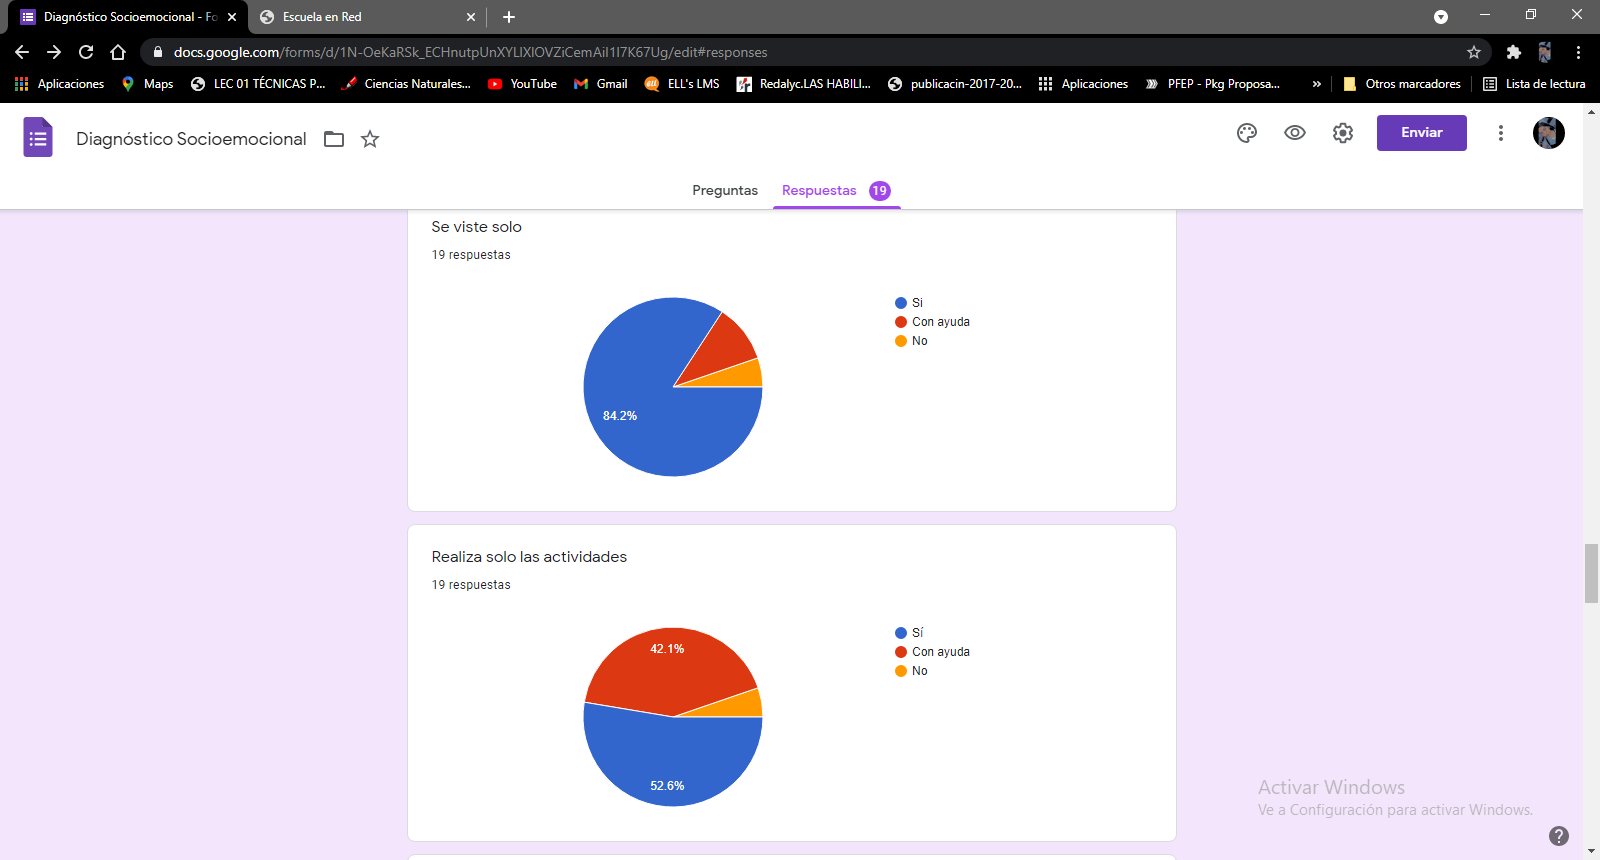 Diagnóstico Socioemocional - Fo
Escuela en Red
docs.google.com/forms/d/1N-OeKaRSk_ECHnutpUnXYLlXlOVZiCemAiI1I7K67Ug/edit#responses
Aplicaciones
Maps
LEC 01 TÉCNICAS P...
Ciencias Naturales...
YouTube
Gmail
ELL's LMS
Redalyc.LAS HABILI...
publicacin-2017-20...
Aplicaciones
PFEP - Pkg Proposa...
»
Otros marcadores
Lista de lectura
Diagnóstico Socioemocional
Enviar
Preguntas
Respuestas 19
Se viste solo
19 respuestas
Si
Con ayuda
No
84.2%
Realiza solo las actividades
19 respuestas
Sí
Con ayuda
No
42.1%
52.6%
Activar Windows
Ve a Configuración para activar Windows.